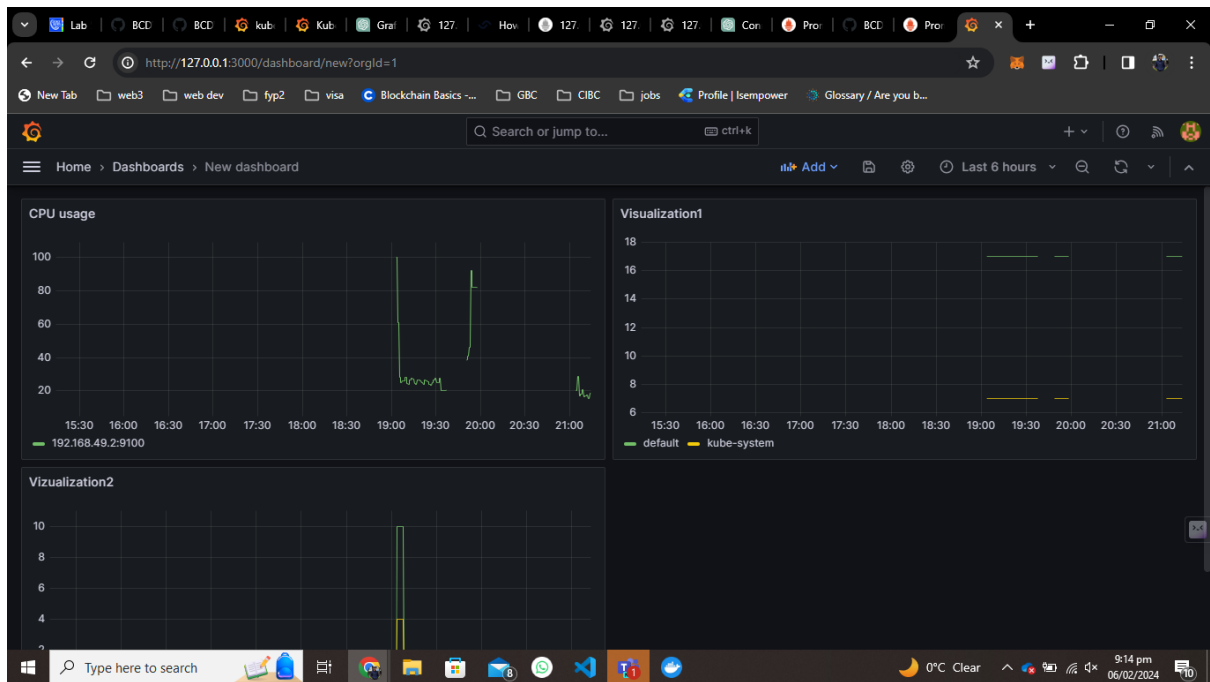 Lab BCD BCD kub Kub Graf 127. How 127. 127. 127. Con Pror BCD Pror
http://127.0.0.1:3000/dashboard/new?orgId=1
New Tab web3 web dev fyp2 visa Blockchain Basics -... GBC CIBC jobs Profile | Isempower Glossary / Are you b...
Search or jump to... ctrl+k
Home > Dashboards > New dashboard Add Last 6 hours
CPU usage
100
80
60
40
20
15:30 16:00 16:30 17:00 17:30 18:00 18:30 19:00 19:30 20:00 20:30 21:00
192.168.49.2:9100
Visualization1
18
16
14
12
10
8
6
15:30 16:00 16:30 17:00 17:30 18:00 18:30 19:00 19:30 20:00 20:30 21:00
default kube-system
Vizualization2
10
8
6
4
2
Type here to search 8 1 0°C Clear 9:14 pm
06/02/2024 10